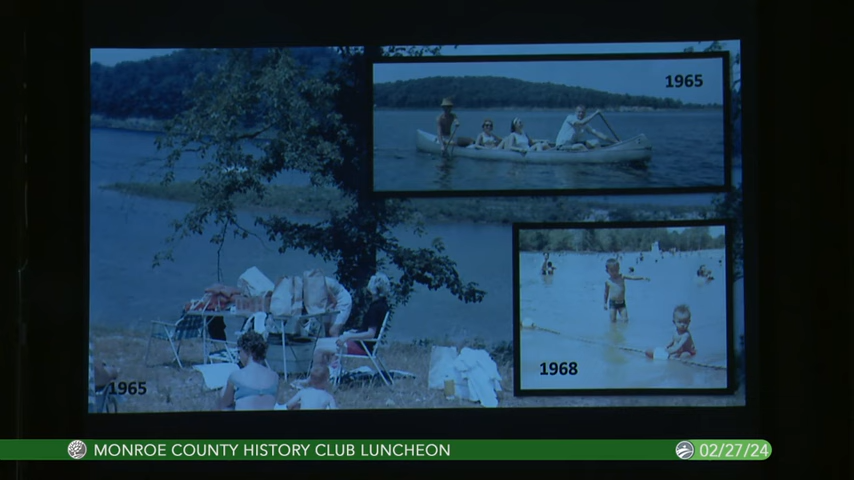 1965
1968
1965
MONROE COUNTY HISTORY CLUB LUNCHEON
02/27/24